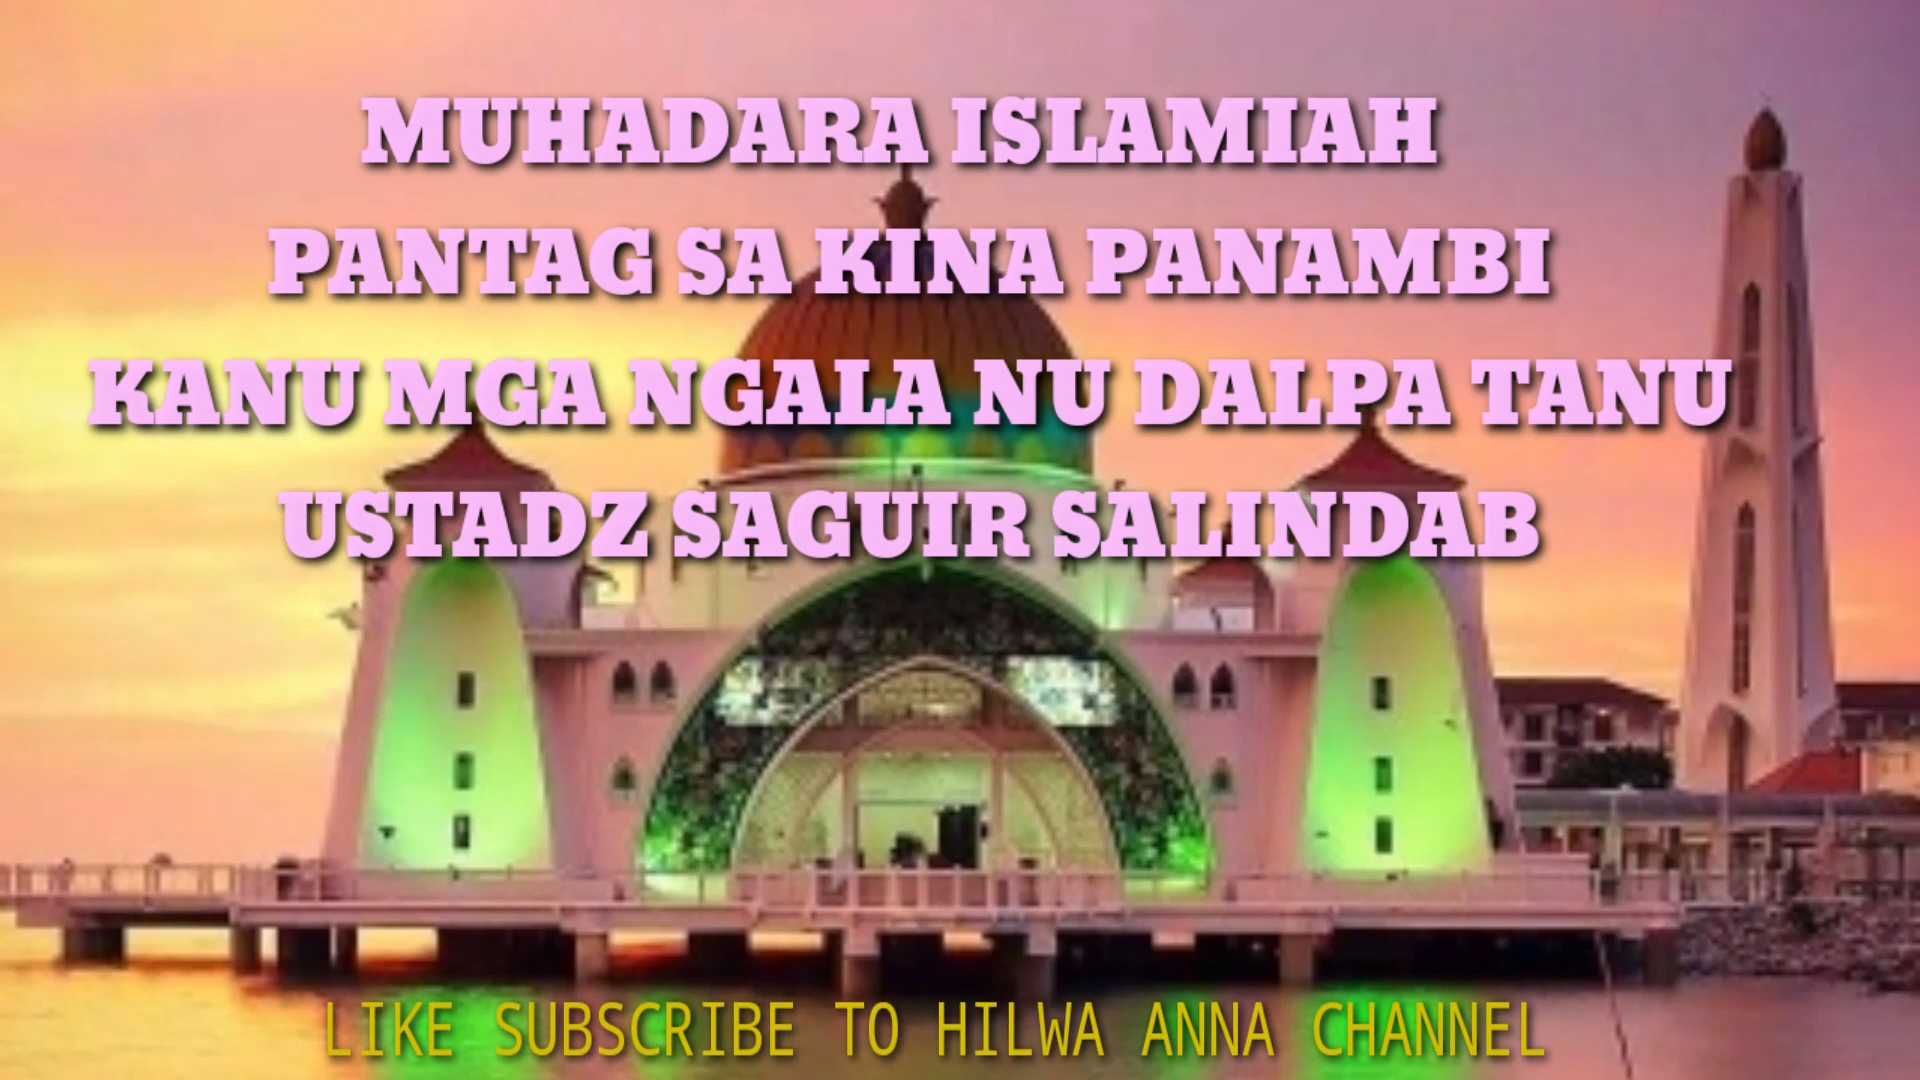 MUHADARA ISLAMIAH
PANTAG SA KINA PANAMBI
KANU MGA NGALA NU DALPA TANU
USTADZ SAGUIR SALINDAB
LIKE SUBSCRIBE TO HILWA ANNA CHANNEL